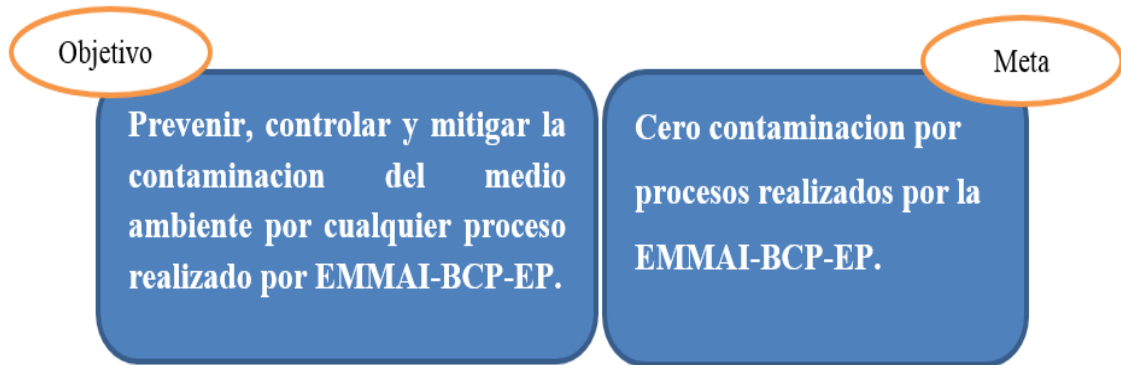 Objetivo
Prevenir, controlar y mitigar la
contaminacion del medio
ambiente por cualquier proceso
realizado por EMMAI-BCP-EP.
Meta
Cero contaminacion por
procesos realizados por la
EMMAI-BCP-EP.